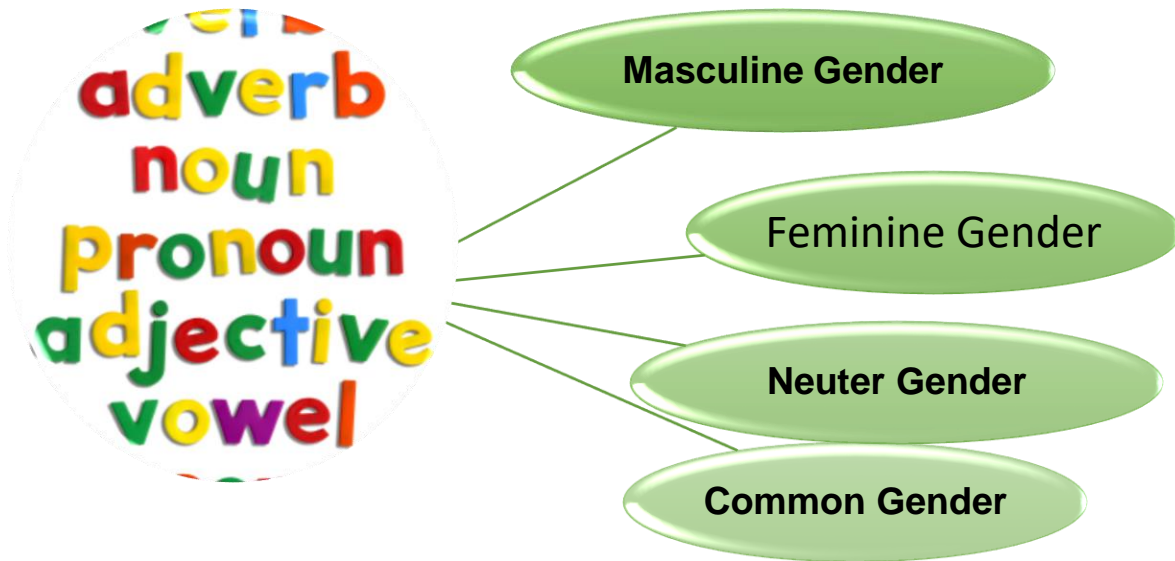 adverb
noun
pronoun
adjective
vowel
Masculine Gender
Feminine Gender
Neuter Gender
Common Gender